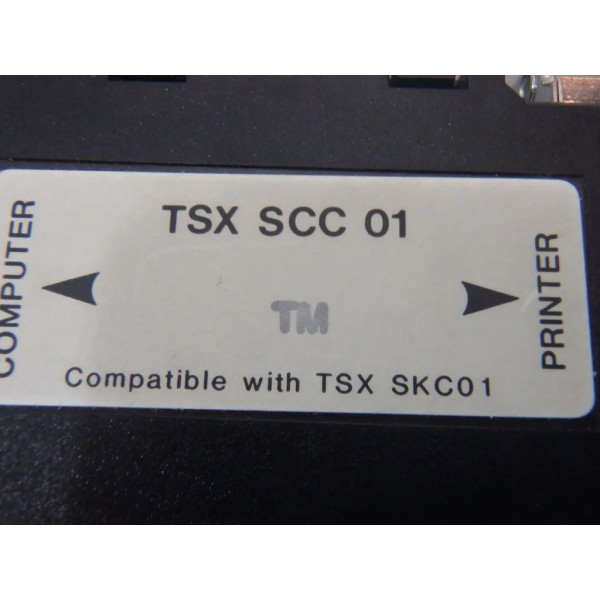 TSX SCC 01
COMPUTER
TM
PRINTER
Compatible with TSX SKC01